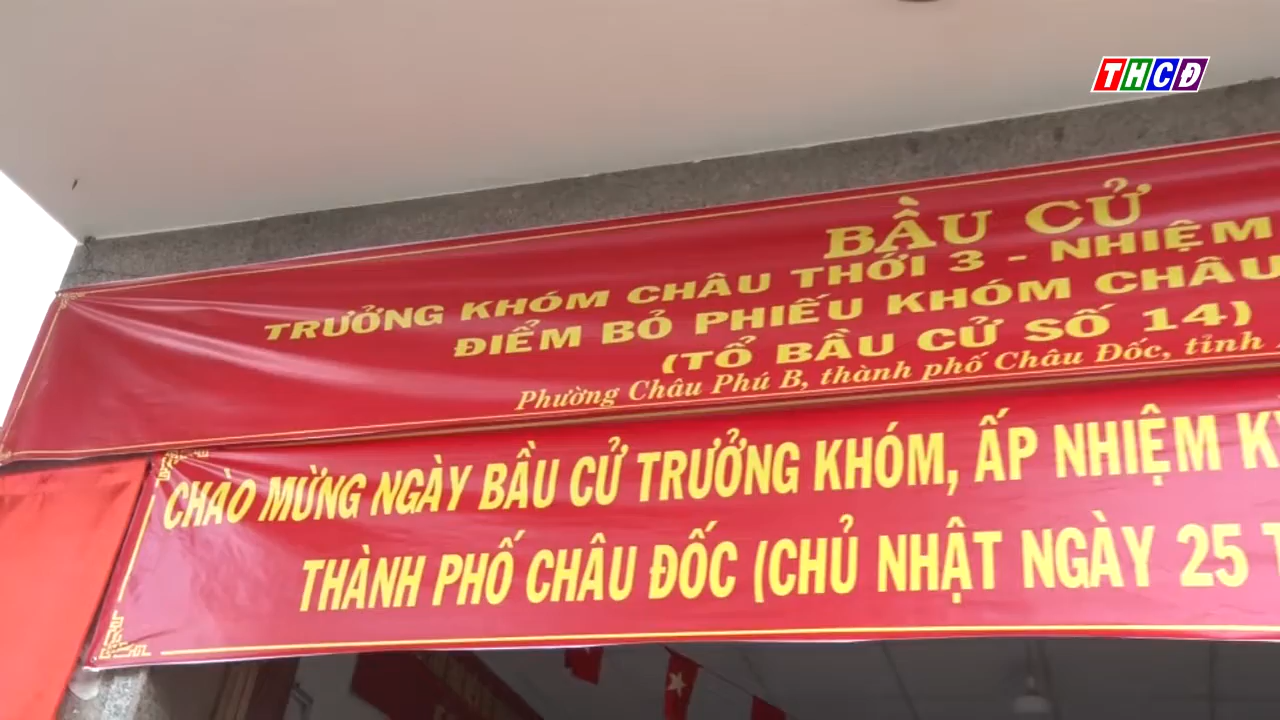 THCĐ
BẦU CỬ
TRƯỞNG KHÓM CHÂU THỚI 3 - NHIỆM
ĐIỂM BỎ PHIẾU KHÓM CHÂU
(TỔ BẦU CỬ SỐ 14)
Phường Châu Phú B, thành phố Châu Đốc, tỉnh
CHÀO MỪNG NGÀY BẦU CỬ TRƯỞNG KHÓM, ẤP NHIỆM K
THÀNH PHỐ CHÂU ĐỐC (CHỦ NHẬT NGÀY 25 T